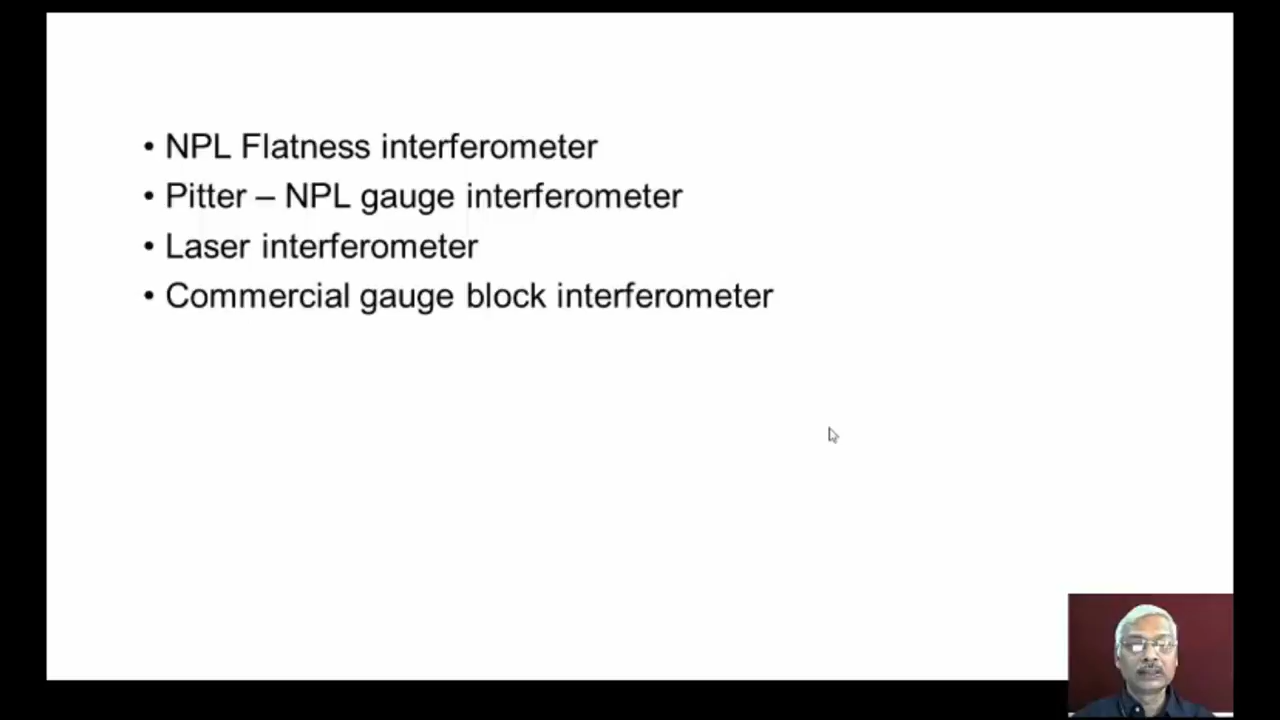 • NPL Flatness interferometer
• Pitter – NPL gauge interferometer
• Laser interferometer
• Commercial gauge block interferometer